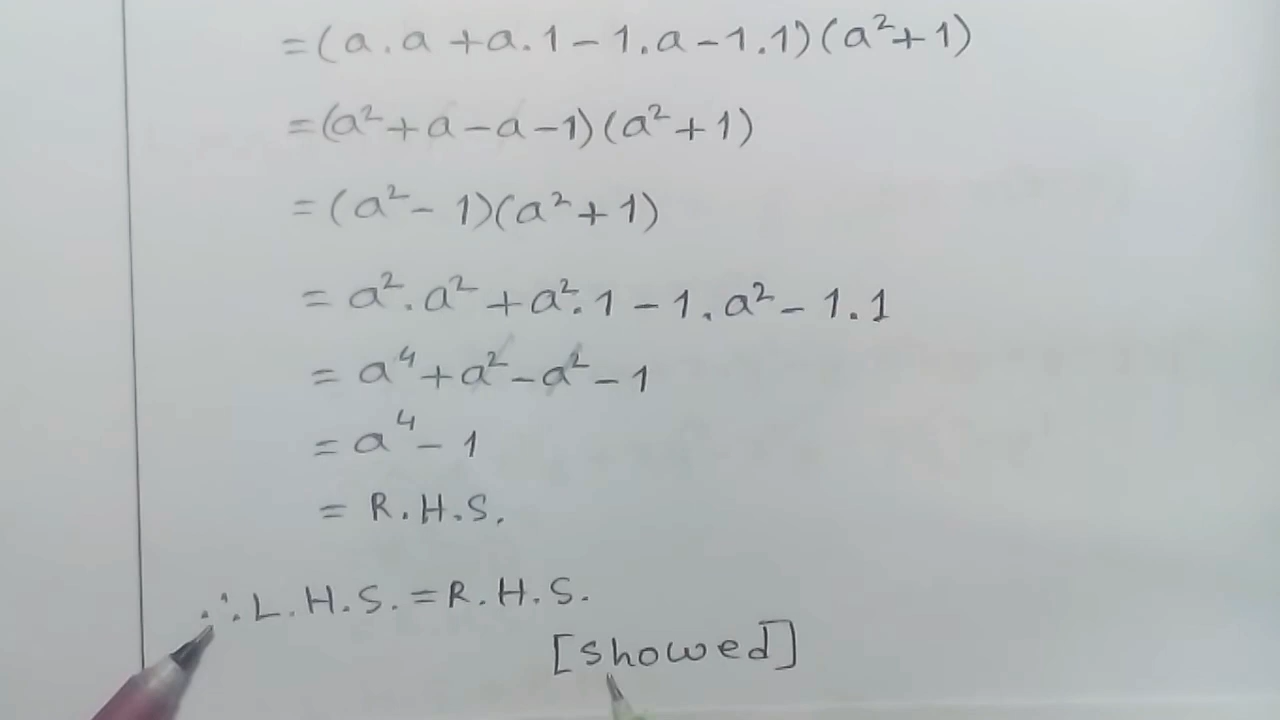 =(a.a+a.1-1.a-1.1)(a²+1)
=(a²+a-a-1)(a²+1)
=(a²-1)(a²+1)
=a².a²+a².1-1.a²-1.1
=a⁴+a²-a²-1
=a⁴-1
=R.H.S.
∴L.H.S.=R.H.S.
[showed]